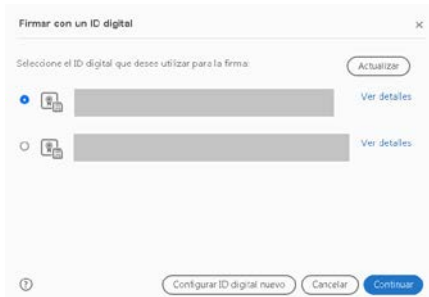 Firmar con un ID digital
Seleccione el ID digital que desee utilizar para la firma:
Actualizar
Ver detalles
Ver detalles
Configurar ID digital nuevo
Cancelar
Continuar